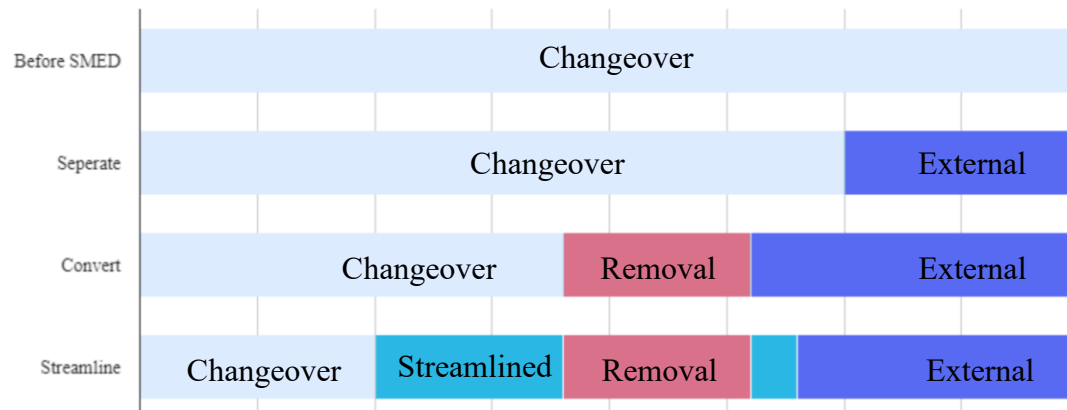 Before SMED Changeover
Seperate Changeover External
Convert Changeover Removal External
Streamline Changeover Streamlined Removal External